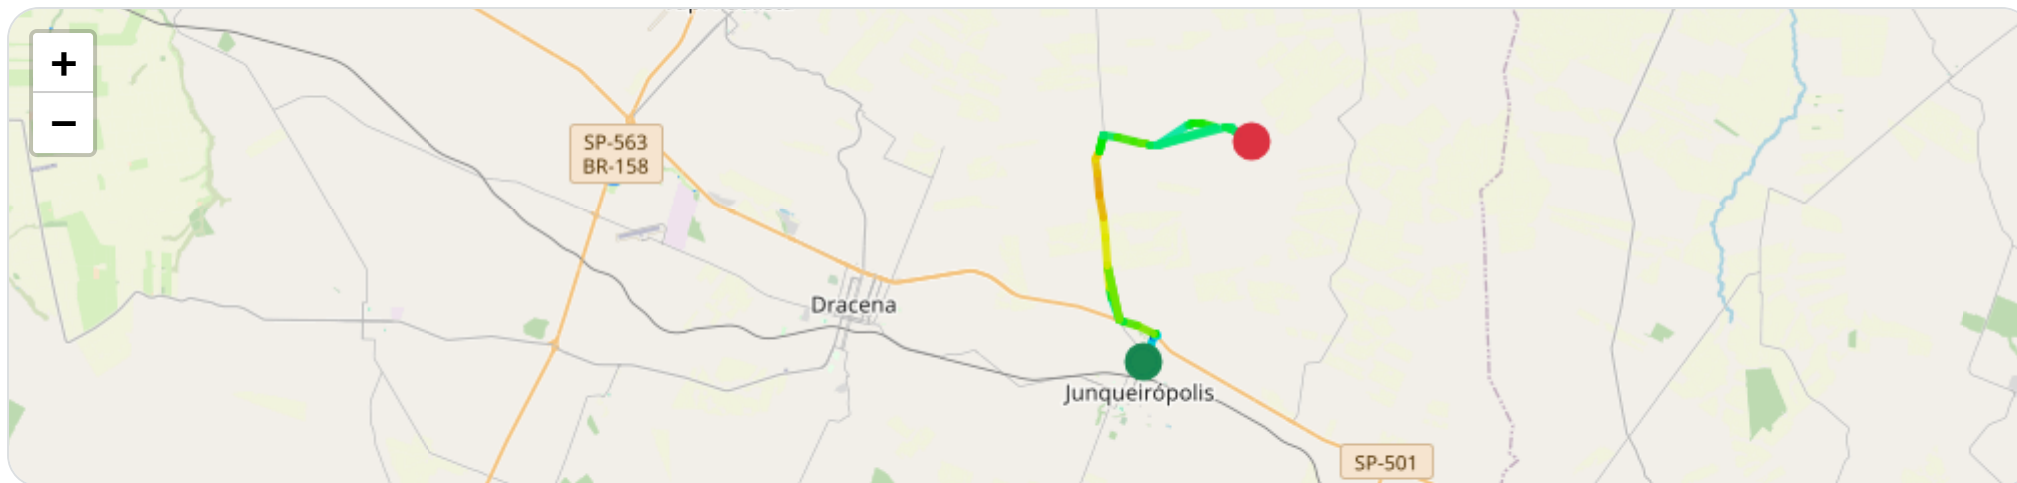 +
−
SP-563
BR-158
Dracena
Junqueirópolis
SP-501